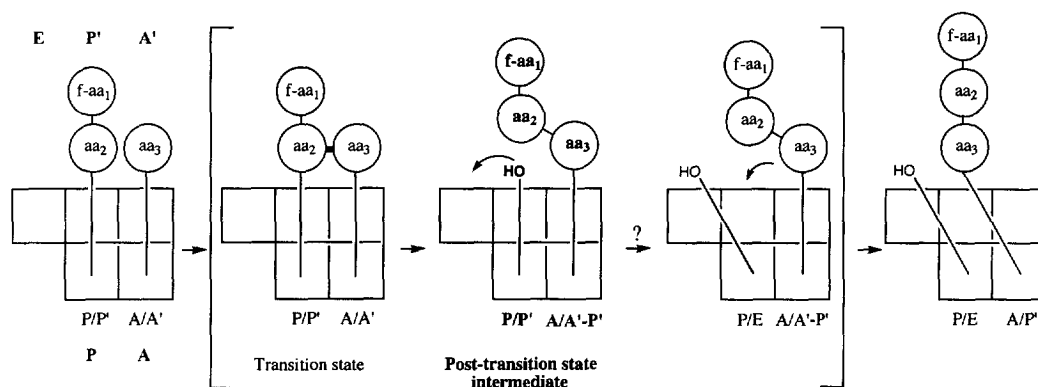 E P' A'
f-aa1 f-aa1 f-aa1 f-aa1 f-aa1
aa2 aa3 aa2 aa3 aa2 aa3 aa2 aa3 aa2 aa3
HO HO HO
?
P/P' A/A' P/P' A/A' P/P' A/A'-P' P/E A/A'-P' P/E A/P'
P A
Transition state
Post-transition state
intermediate